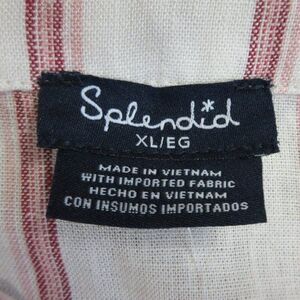 Splendid
XL/EG
MADE IN VIETNAM
WITH IMPORTED FABRIC
HECHO EN VIETNAM
CON INSUMOS IMPORTADOS